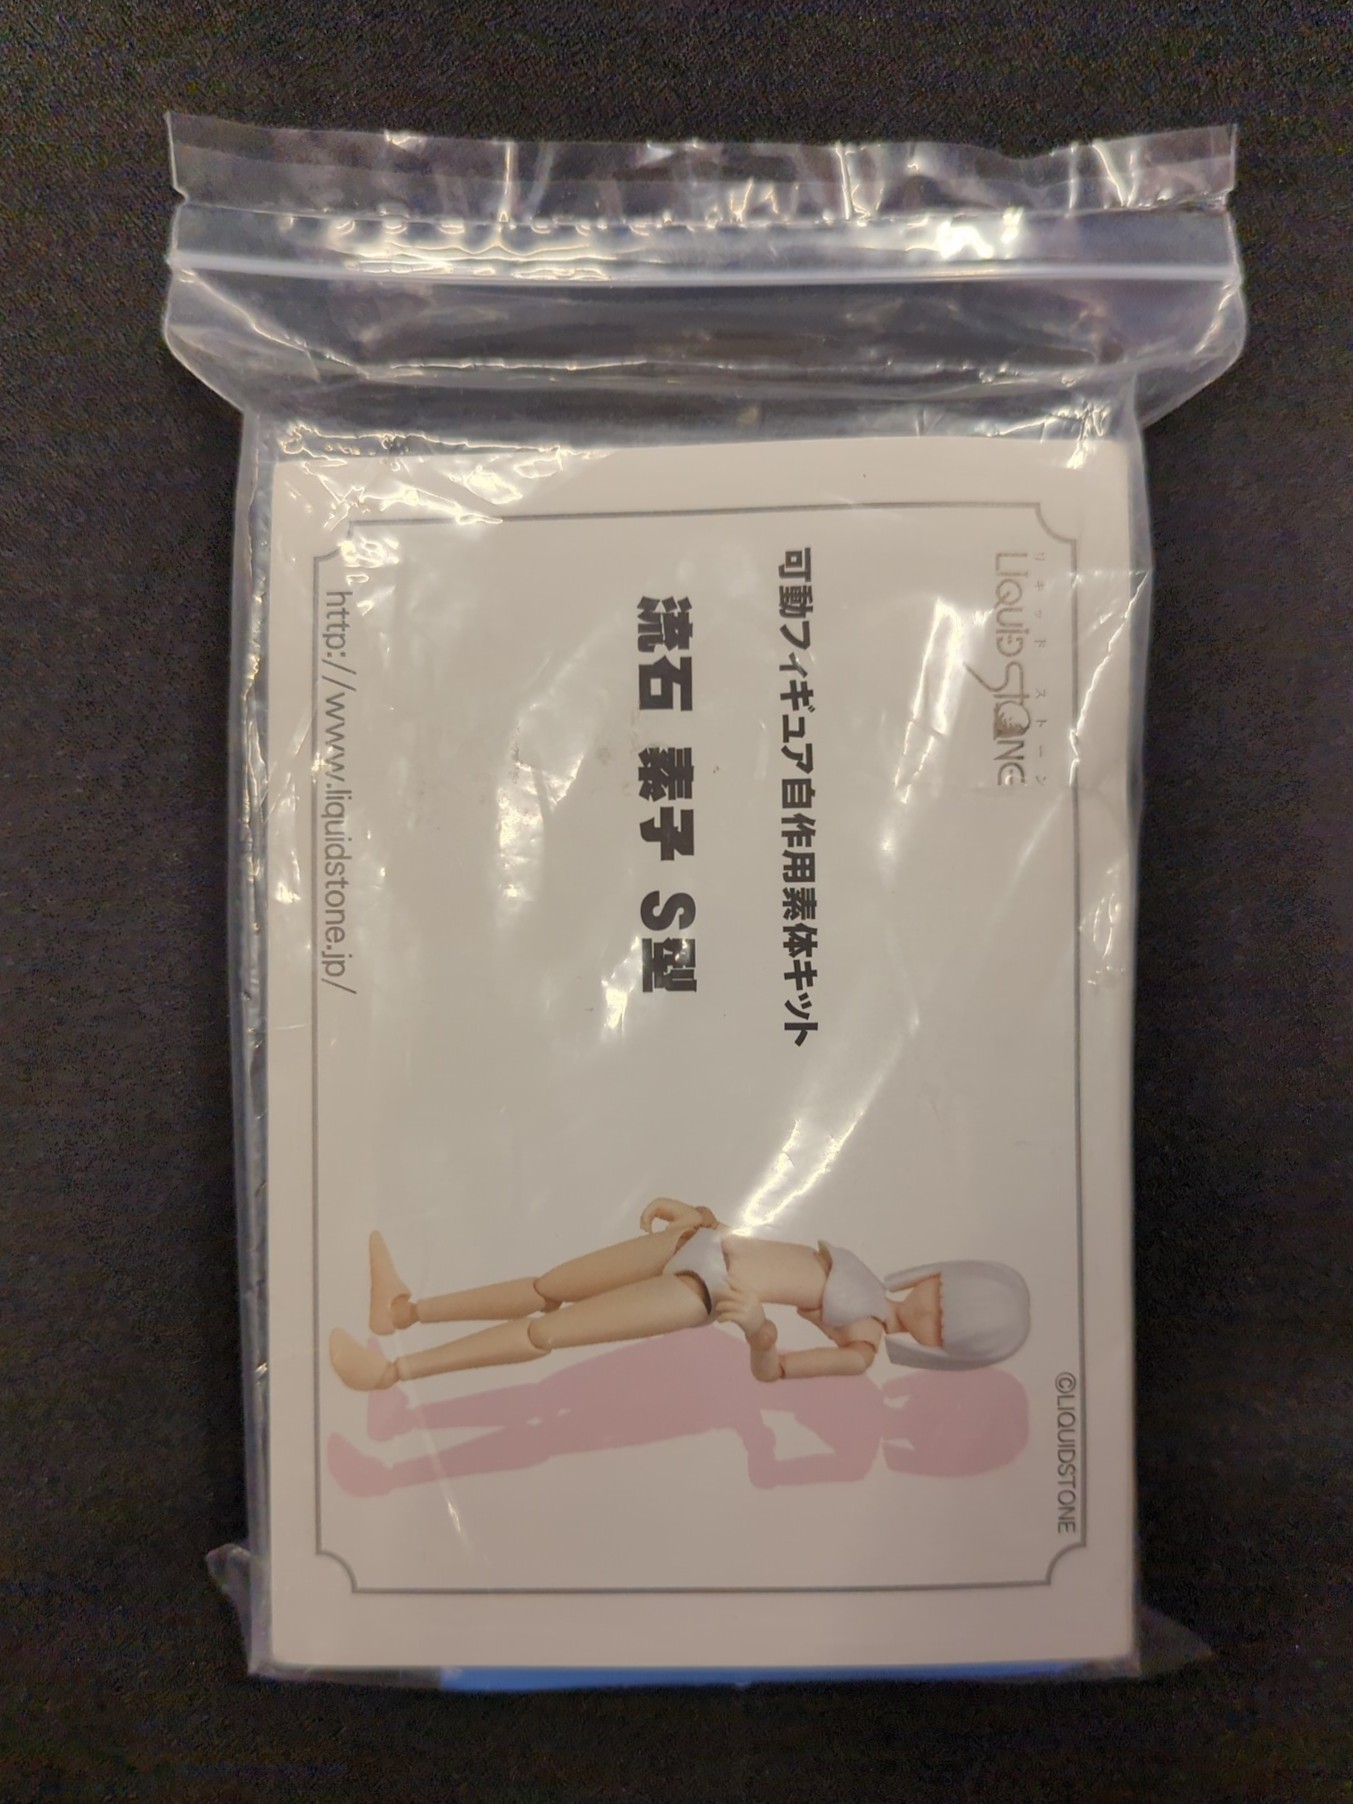 リキッドストーン
LIQUIDSTONE
©LIQUIDSTONE
可動フィギュア自作用素体キット
流石 素子 S型
http://www.liquidstone.jp/